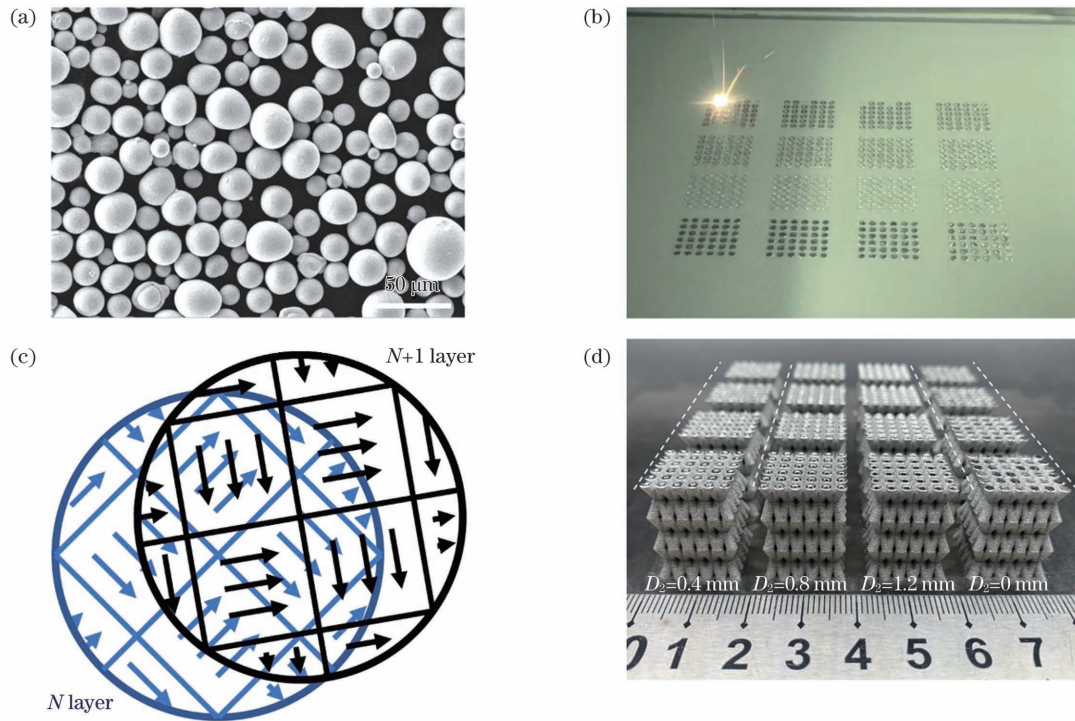 (a)
50 μm
(b)
(c)
N+1 layer
N layer
(d)
D2=0.4 mm D2=0.8 mm D2=1.2 mm D2=0 mm
0 1 2 3 4 5 6 7